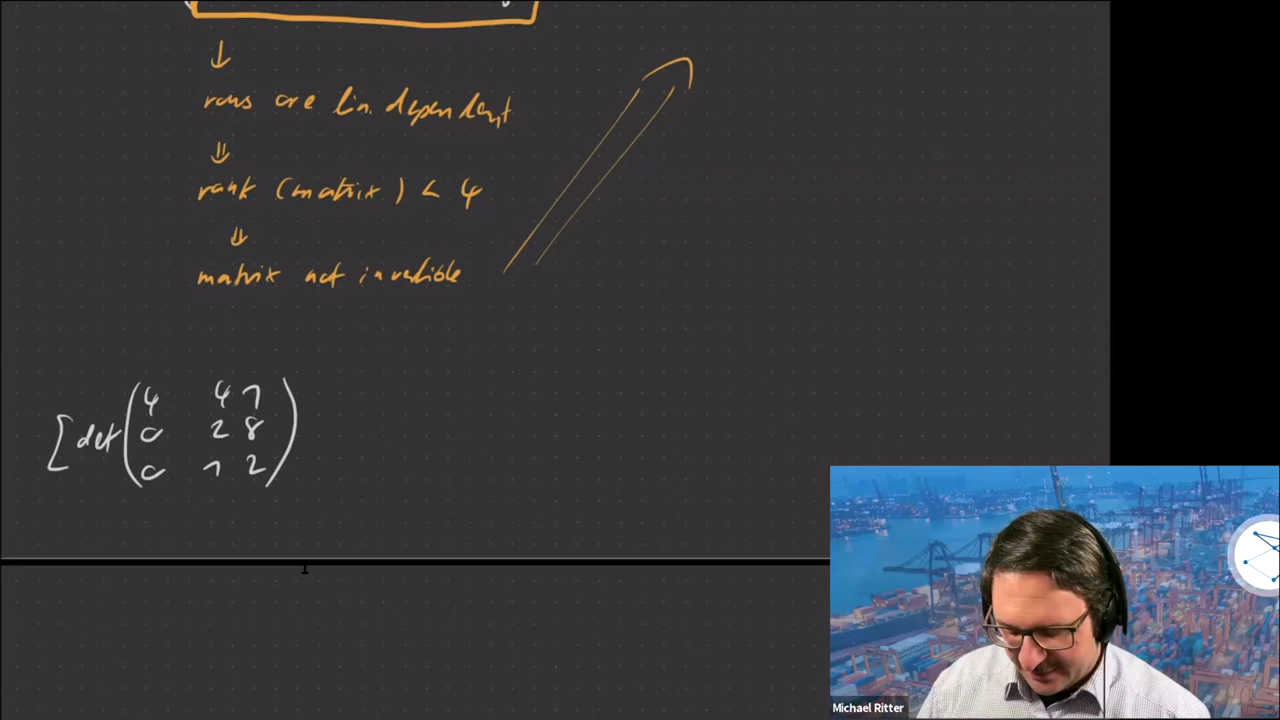 ↓
rows are lin. dependent
⇓
rank (matrix) < 4
⇓
matrix not invertible
[det(4 4 1
0 2 8
0 1 2)
Michael Ritter